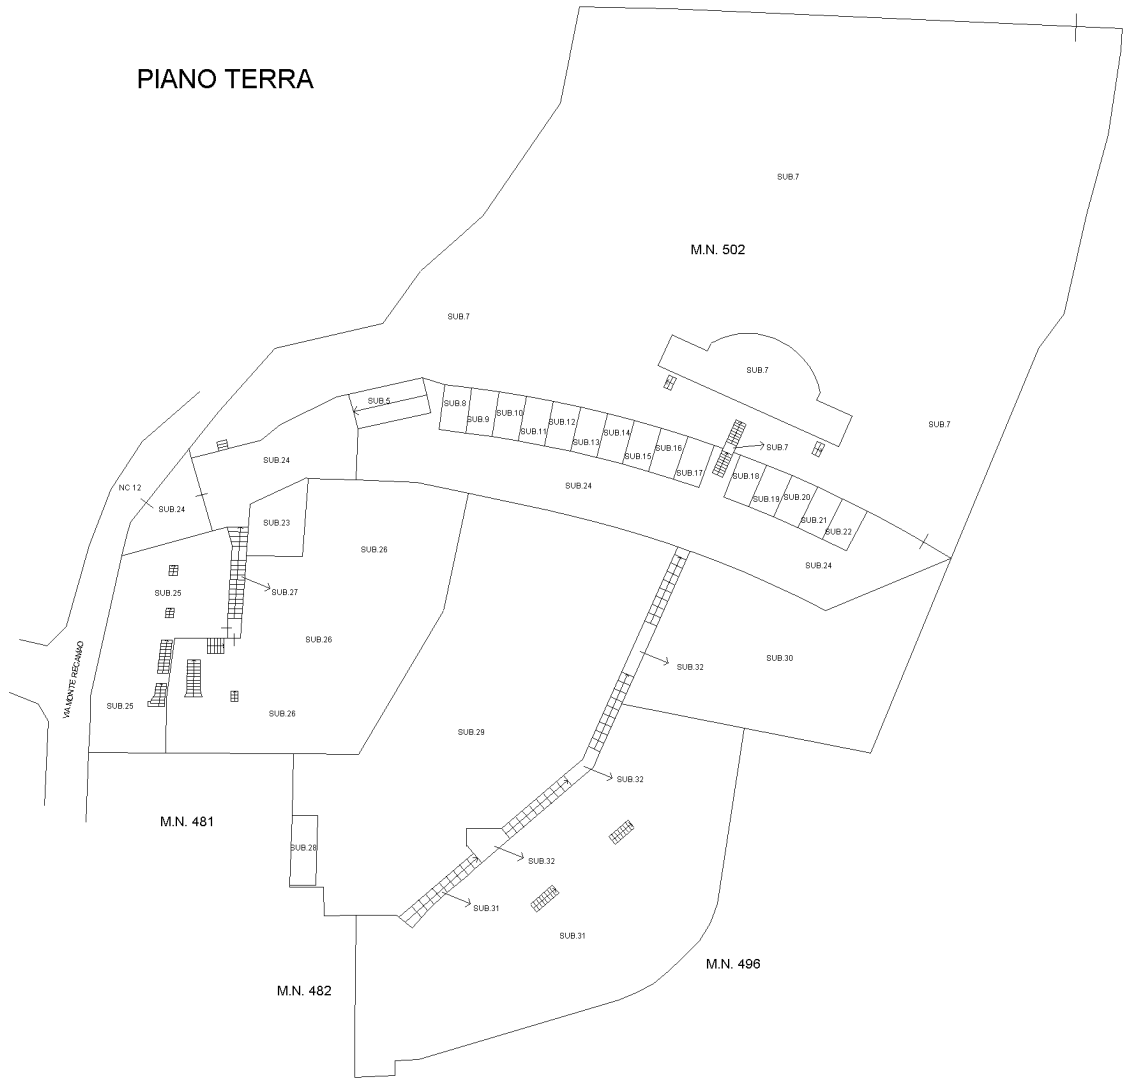 PIANO TERRA
SUB.7
M.N. 502
SUB.7
SUB.7
SUB.5
SUB.8
SUB.9
SUB.10
SUB.11
SUB.12
SUB.13
SUB.14
SUB.15
SUB.16
SUB.17
SUB.7
SUB.7
SUB.18
SUB.19
SUB.20
SUB.21
SUB.22
SUB.24
SUB.24
NC 12
SUB.24
SUB.23
SUB.26
SUB.24
SUB.25
SUB.27
SUB.26
SUB.32
SUB.30
VIA MONTE RECAMAO
SUB.25
SUB.26
SUB.29
SUB.32
M.N. 481
SUB.28
SUB.32
SUB.31
SUB.31
M.N. 496
M.N. 482